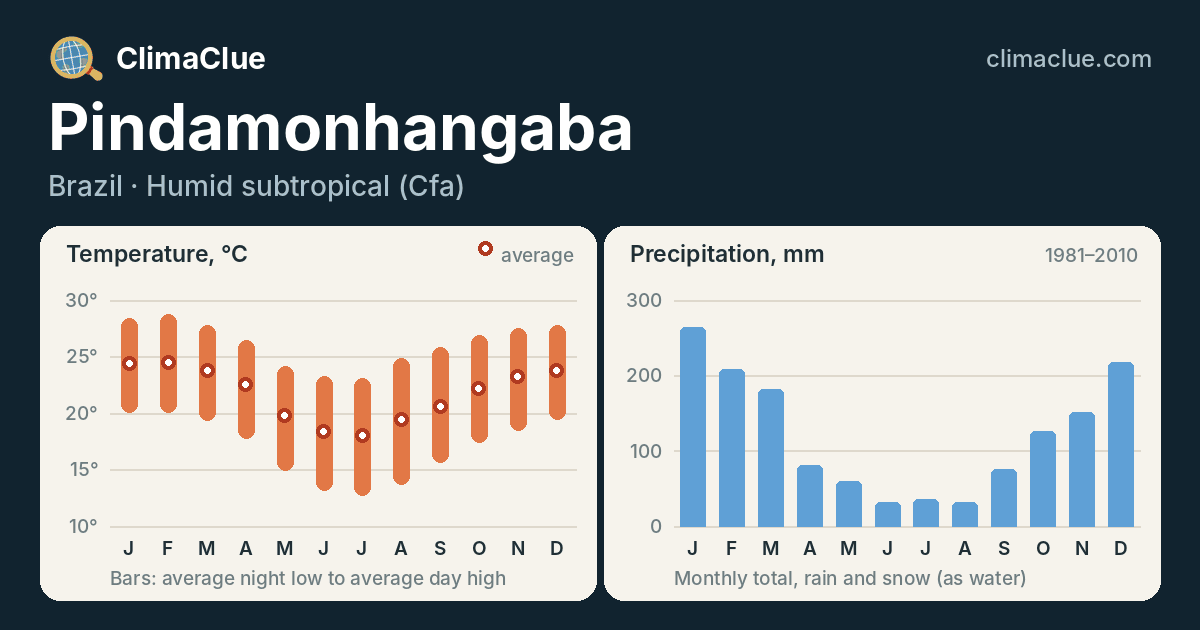 ClimaClue
climaclue.com
Pindamonhangaba
Brazil · Humid subtropical (Cfa)
Temperature, °C
average
30°
25°
20°
15°
10°
J F M A M J J A S O N D
Bars: average night low to average day high
Precipitation, mm
1981–2010
300
200
100
0
J F M A M J J A S O N D
Monthly total, rain and snow (as water)